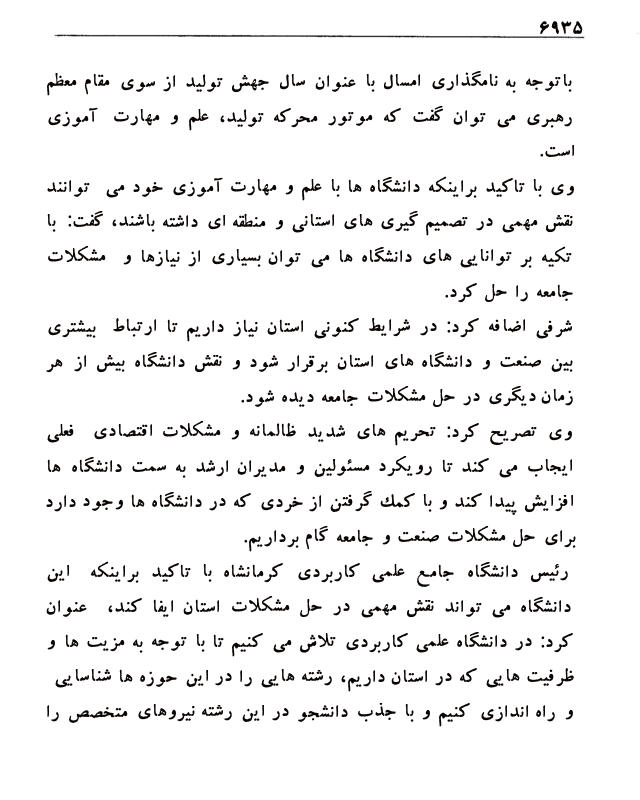 ۶۹۳۵
باتوجه به نامگذاری امسال با عنوان سال جهش تولید از سوی مقام معظم
رهبری می توان گفت که موتور محرکه تولید، علم و مهارت آموزی
است.
وی با تاکید براینکه دانشگاه ها با علم و مهارت آموزی خود می توانند
نقش مهمی در تصمیم گیری های استانی و منطقه ای داشته باشند، گفت: با
تکیه بر توانایی های دانشگاه ها می توان بسیاری از نیازها و مشکلات
جامعه را حل کرد.
شرفی اضافه کرد: در شرایط کنونی استان نیاز داریم تا ارتباط بیشتری
بین صنعت و دانشگاه های استان برقرار شود و نقش دانشگاه بیش از هر
زمان دیگری در حل مشکلات جامعه دیده شود.
وی تصریح کرد: تحریم های شدید ظالمانه و مشکلات اقتصادی فعلی
ایجاب می کند تا رویکرد مسئولین و مدیران ارشد به سمت دانشگاه ها
افزایش پیدا کند و با کمك گرفتن از خردی که در دانشگاه ها وجود دارد
برای حل مشکلات صنعت و جامعه گام برداریم.
رئیس دانشگاه جامع علمی کاربردی کرمانشاه با تاکید براینکه این
دانشگاه می تواند نقش مهمی در حل مشکلات استان ایفا کند، عنوان
کرد: در دانشگاه علمی کاربردی تلاش می کنیم تا با توجه به مزیت ها و
ظرفیت هایی که در استان داریم، رشته هایی را در این حوزه ها شناسایی
و راه اندازی کنیم و با جذب دانشجو در این رشته نیروهای متخصص را